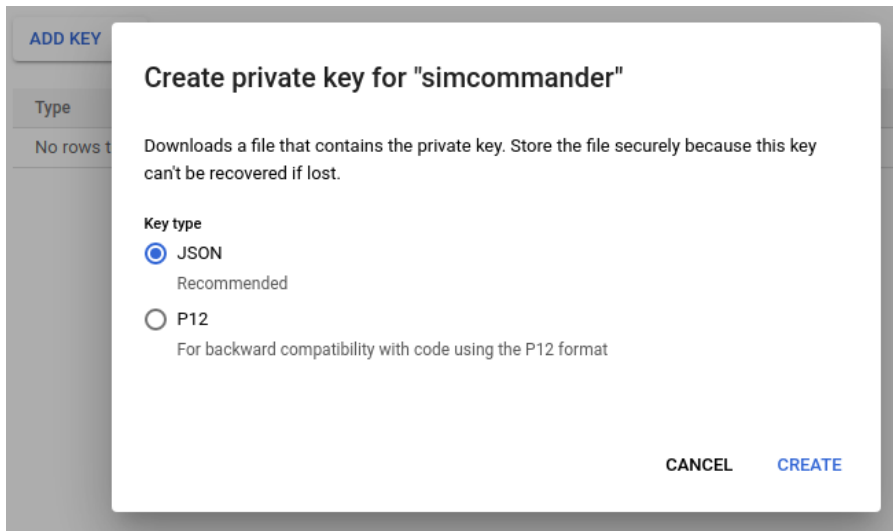 ADD KEY
Create private key for "simcommander"
Type
No rows t
Downloads a file that contains the private key. Store the file securely because this key
can't be recovered if lost.
Key type
JSON
Recommended
P12
For backward compatibility with code using the P12 format
CANCEL CREATE